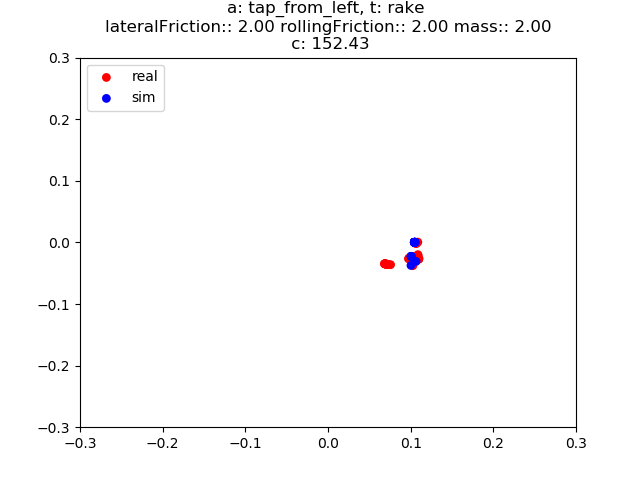 a: tap_from_left, t: rake
lateralFriction:: 2.00 rollingFriction:: 2.00 mass:: 2.00
c: 152.43
real
sim
0.3
0.2
0.1
0.0
−0.1
−0.2
−0.3
−0.3 −0.2 −0.1 0.0 0.1 0.2 0.3